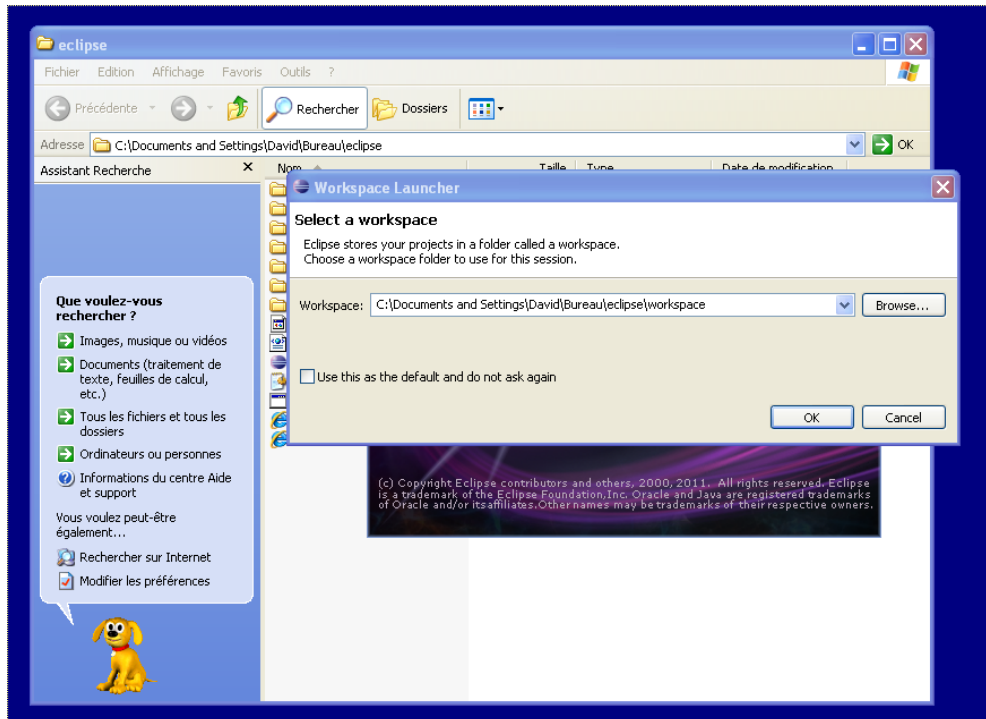 eclipse
Fichier Edition Affichage Favoris Outils ?
Précédente Rechercher Dossiers
Adresse C:\Documents and Settings\David\Bureau\eclipse OK
Assistant Recherche
Nom Taille Type Date de modification
Workspace Launcher
Select a workspace
Eclipse stores your projects in a folder called a workspace.
Choose a workspace folder to use for this session.
Workspace: C:\Documents and Settings\David\Bureau\eclipse\workspace Browse...
Use this as the default and do not ask again
OK Cancel
Que voulez-vous
rechercher ?
Images, musique ou vidéos
Documents (traitement de
texte, feuilles de calcul,
etc.)
Tous les fichiers et tous les
dossiers
Ordinateurs ou personnes
Informations du centre Aide
et support
Vous voulez peut-être
également...
Rechercher sur Internet
Modifier les préférences
(c) Copyright Eclipse contributors and others, 2000, 2011. All rights reserved. Eclipse
is a trademark of the Eclipse Foundation,Inc. Oracle and Java are registered trademarks
of Oracle and/or itsaffiliates.Other names may be trademarks of their respective owners.